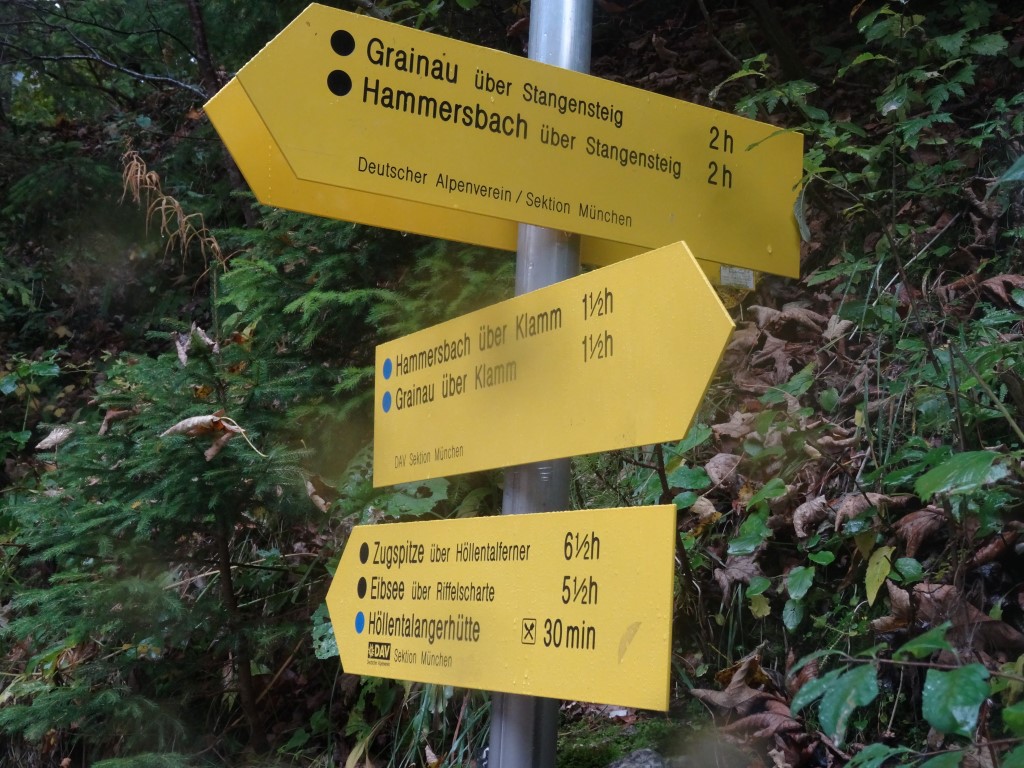 Grainau über Stangensteig 2 h
Hammersbach über Stangensteig 2 h
Deutscher Alpenverein / Sektion München
Hammersbach über Klamm 1½h
Grainau über Klamm 1½h
DAV Sektion München
Zugspitze über Höllentalferner 6½h
Eibsee über Riffelscharte 5½h
Höllentalangerhütte 30 min
DAV Sektion München